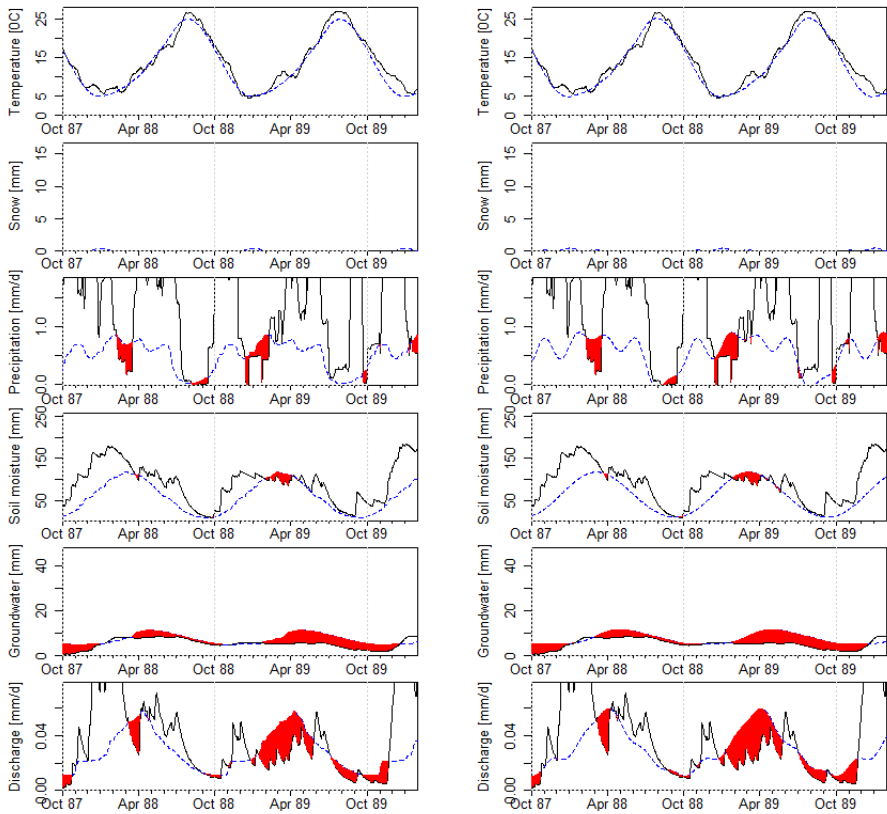 Temperature [0C]
0 5 15 25
Oct 87 Apr 88 Oct 88 Apr 89 Oct 89
Temperature [0C]
0 5 15 25
Oct 87 Apr 88 Oct 88 Apr 89 Oct 89
Snow [mm]
0 5 10 15
Oct 87 Apr 88 Oct 88 Apr 89 Oct 89
Snow [mm]
0 5 10 15
Oct 87 Apr 88 Oct 88 Apr 89 Oct 89
Precipitation [mm/d]
0.0 1.0
Oct 87 Apr 88 Oct 88 Apr 89 Oct 89
Precipitation [mm/d]
0.0 1.0
Oct 87 Apr 88 Oct 88 Apr 89 Oct 89
Soil moisture [mm]
50 150 250
Oct 87 Apr 88 Oct 88 Apr 89 Oct 89
Soil moisture [mm]
50 150 250
Oct 87 Apr 88 Oct 88 Apr 89 Oct 89
Groundwater [mm]
0 20 40
Oct 87 Apr 88 Oct 88 Apr 89 Oct 89
Groundwater [mm]
0 20 40
Oct 87 Apr 88 Oct 88 Apr 89 Oct 89
Discharge [mm/d]
0.00 0.04
Oct 87 Apr 88 Oct 88 Apr 89 Oct 89
Discharge [mm/d]
0.00 0.04
Oct 87 Apr 88 Oct 88 Apr 89 Oct 89